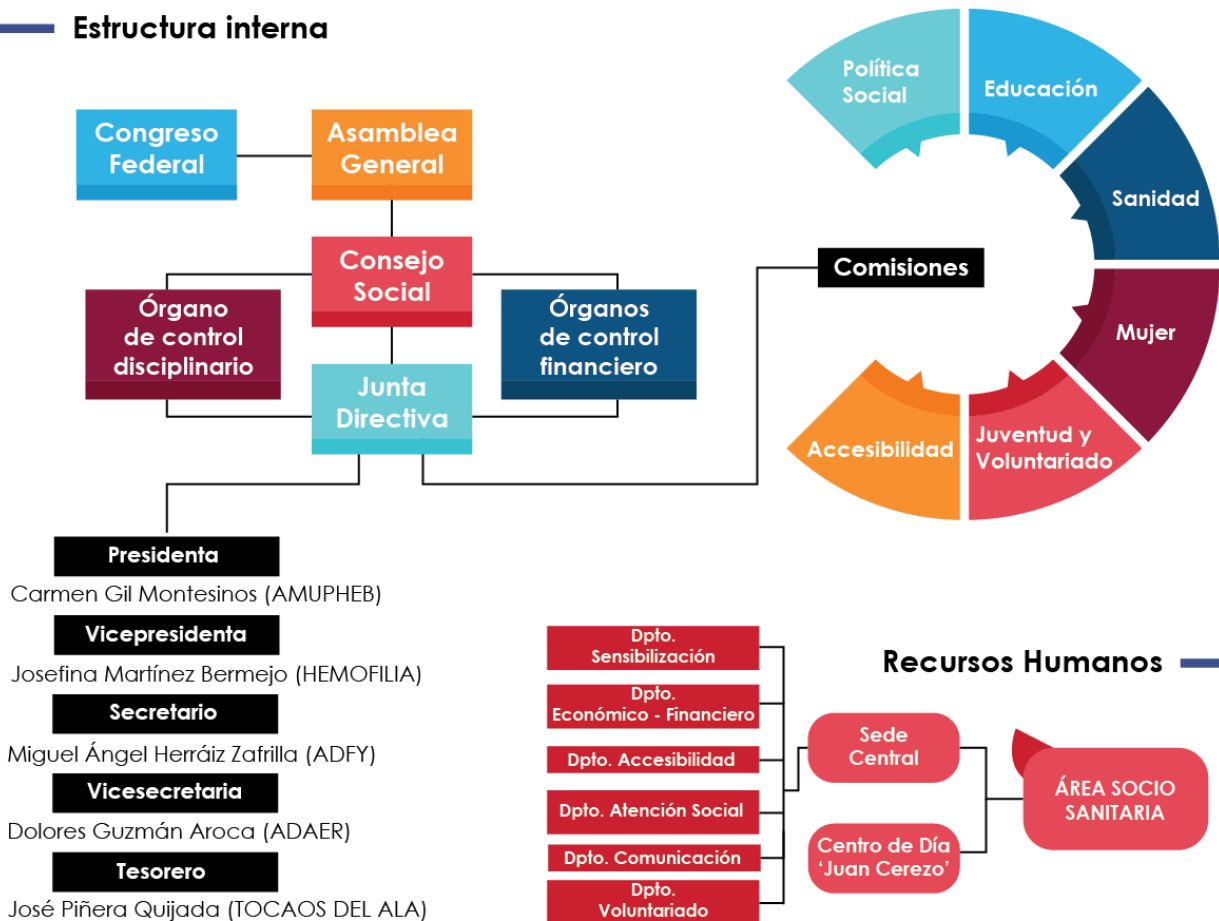 Estructura interna
Congreso
Federal
Asamblea
General
Consejo
Social
Órgano
de control
disciplinario
Órganos
de control
financiero
Junta
Directiva
Comisiones
Política
Social
Educación
Sanidad
Mujer
Juventud y
Voluntariado
Accesibilidad
Presidenta
Carmen Gil Montesinos (AMUPHEB)
Vicepresidenta
Josefina Martínez Bermejo (HEMOFILIA)
Secretario
Miguel Ángel Herráiz Zafrilla (ADFY)
Vicesecretaria
Dolores Guzmán Aroca (ADAER)
Tesorero
José Piñera Quijada (TOCAOS DEL ALA)
Recursos Humanos
Dpto.
Sensibilización
Dpto.
Económico - Financiero
Dpto. Accesibilidad
Dpto. Atención Social
Dpto. Comunicación
Dpto.
Voluntariado
Sede
Central
Centro de Día
‘Juan Cerezo’
ÁREA SOCIO
SANITARIA